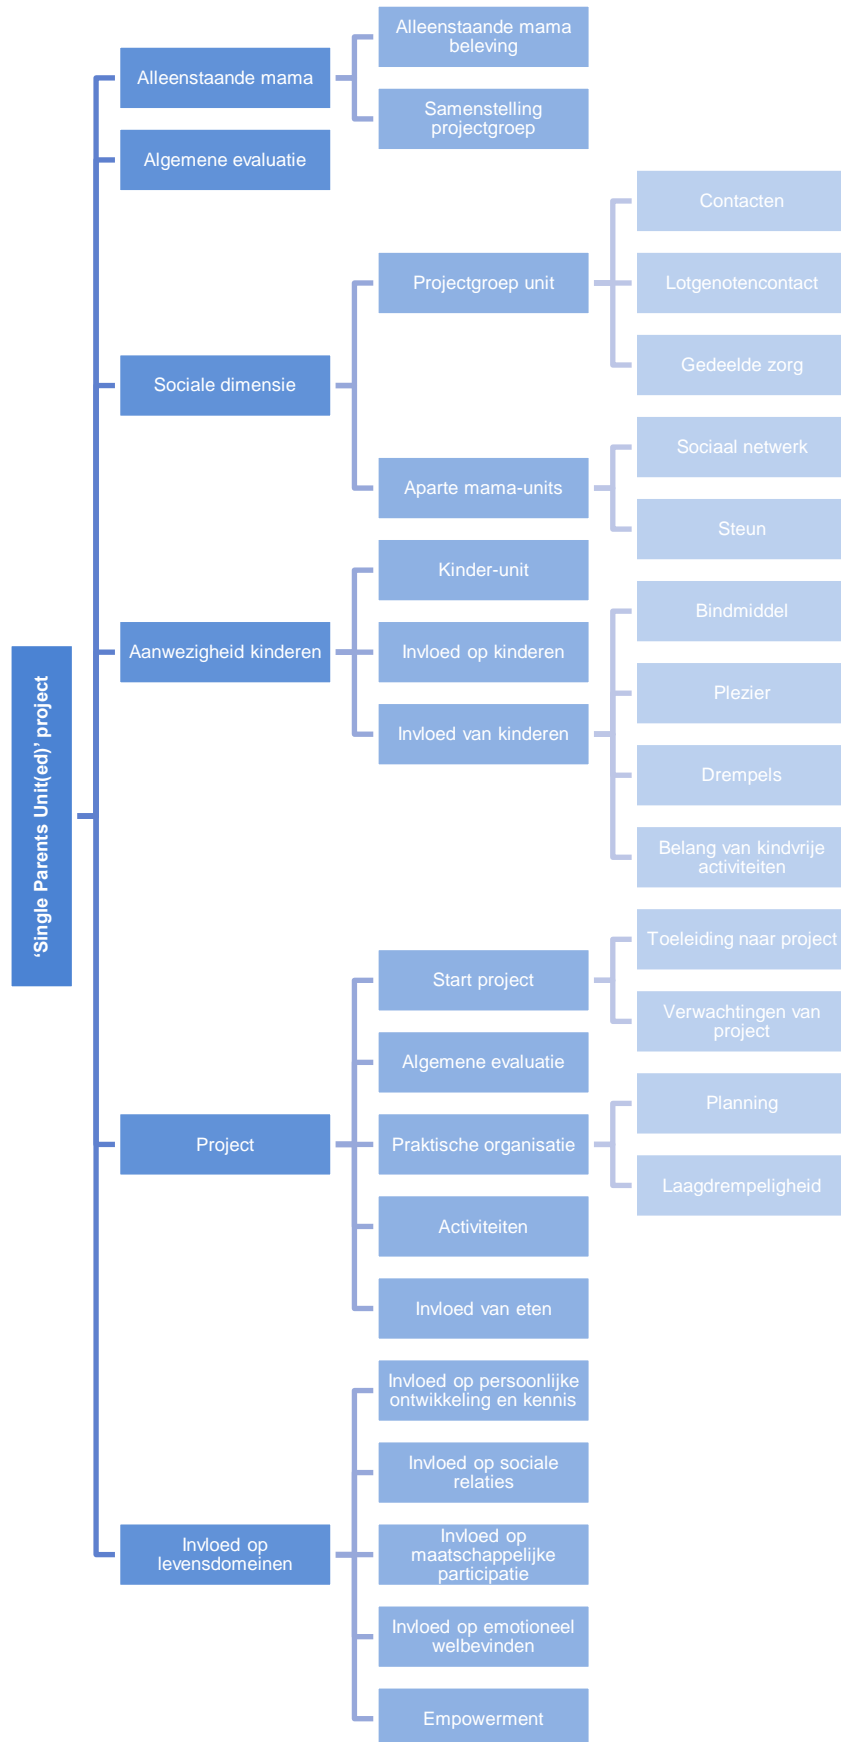 ‘Single Parents Unit(ed)’ project
Alleenstaande mama
Alleenstaande mama
beleving
Samenstelling
projectgroep
Algemene evaluatie
Sociale dimensie
Projectgroep unit
Contacten
Lotgenotencontact
Gedeelde zorg
Aparte mama-units
Sociaal netwerk
Steun
Aanwezigheid kinderen
Kinder-unit
Invloed op kinderen
Invloed van kinderen
Bindmiddel
Plezier
Drempels
Belang van kindvrije
activiteiten
Project
Start project
Toeleiding naar project
Verwachtingen van
project
Algemene evaluatie
Praktische organisatie
Planning
Laagdrempeligheid
Activiteiten
Invloed van eten
Invloed op
levensdomeinen
Invloed op persoonlijke
ontwikkeling en kennis
Invloed op sociale
relaties
Invloed op
maatschappelijke
participatie
Invloed op emotioneel
welbevinden
Empowerment